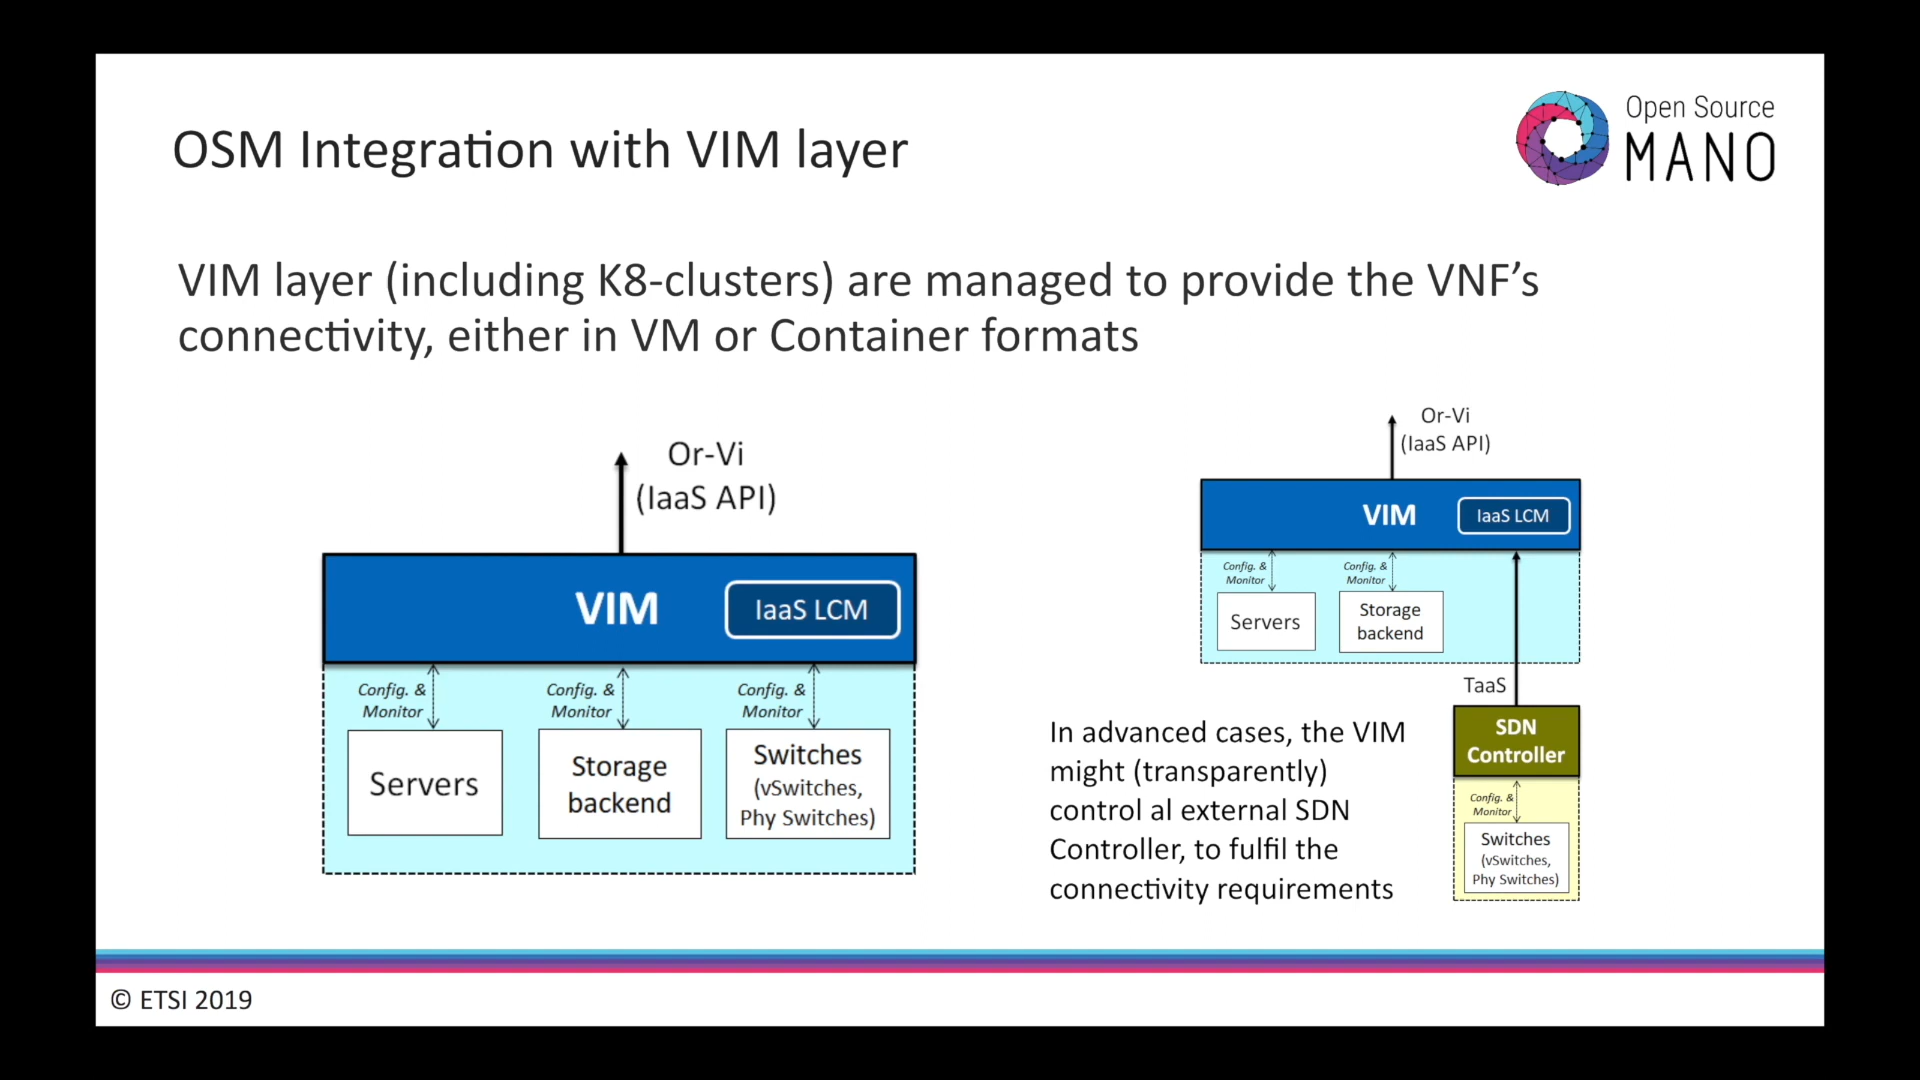 OSM Integration with VIM layer
Open Source
MANO
VIM layer (including K8-clusters) are managed to provide the VNF’s
connectivity, either in VM or Container formats
Or-Vi
(IaaS API)
VIM
IaaS LCM
Config. &
Monitor
Config. &
Monitor
Config. &
Monitor
Servers
Storage
backend
Switches
(vSwitches,
Phy Switches)
Or-Vi
(IaaS API)
VIM
IaaS LCM
Config. &
Monitor
Config. &
Monitor
Servers
Storage
backend
TaaS
SDN
Controller
Config. &
Monitor
Switches
(vSwitches,
Phy Switches)
In advanced cases, the VIM
might (transparently)
control al external SDN
Controller, to fulfil the
connectivity requirements
© ETSI 2019